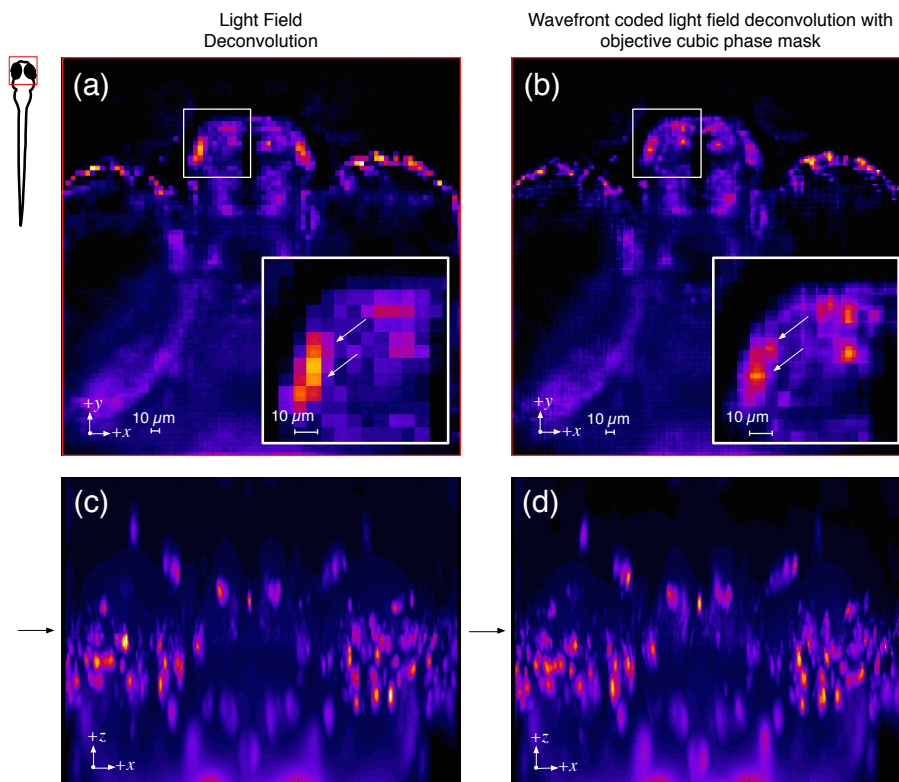 Light Field
Deconvolution
Wavefront coded light field deconvolution with
objective cubic phase mask
(a)
+y
+x
10 µm
10 µm
(b)
+y
+x
10 µm
10 µm
(c)
+z
+x
(d)
+z
+x